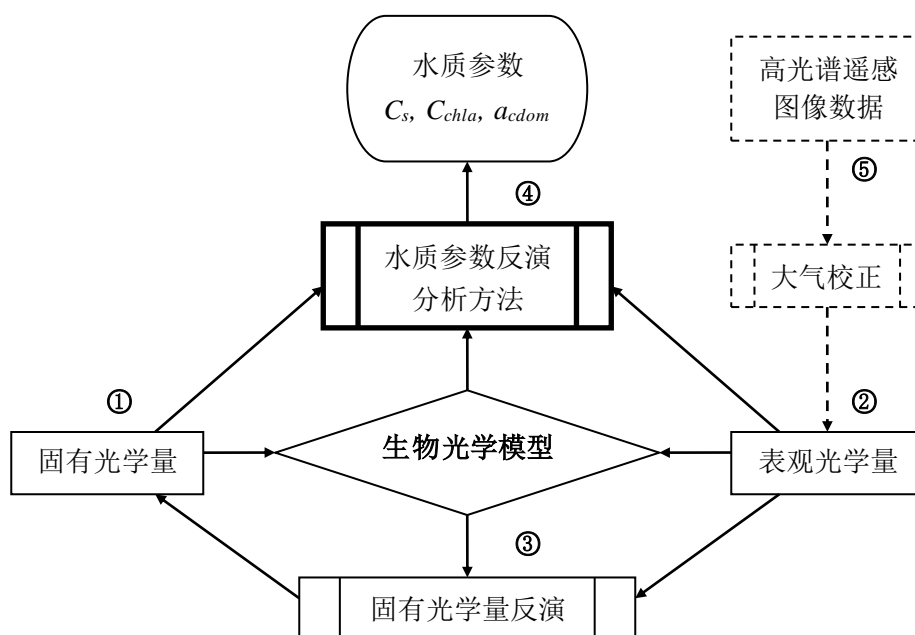 水质参数
Cs, Cchla, acdom
高光谱遥感
图像数据
⑤
④
水质参数反演
分析方法
大气校正
①
②
固有光学量
生物光学模型
表观光学量
③
固有光学量反演